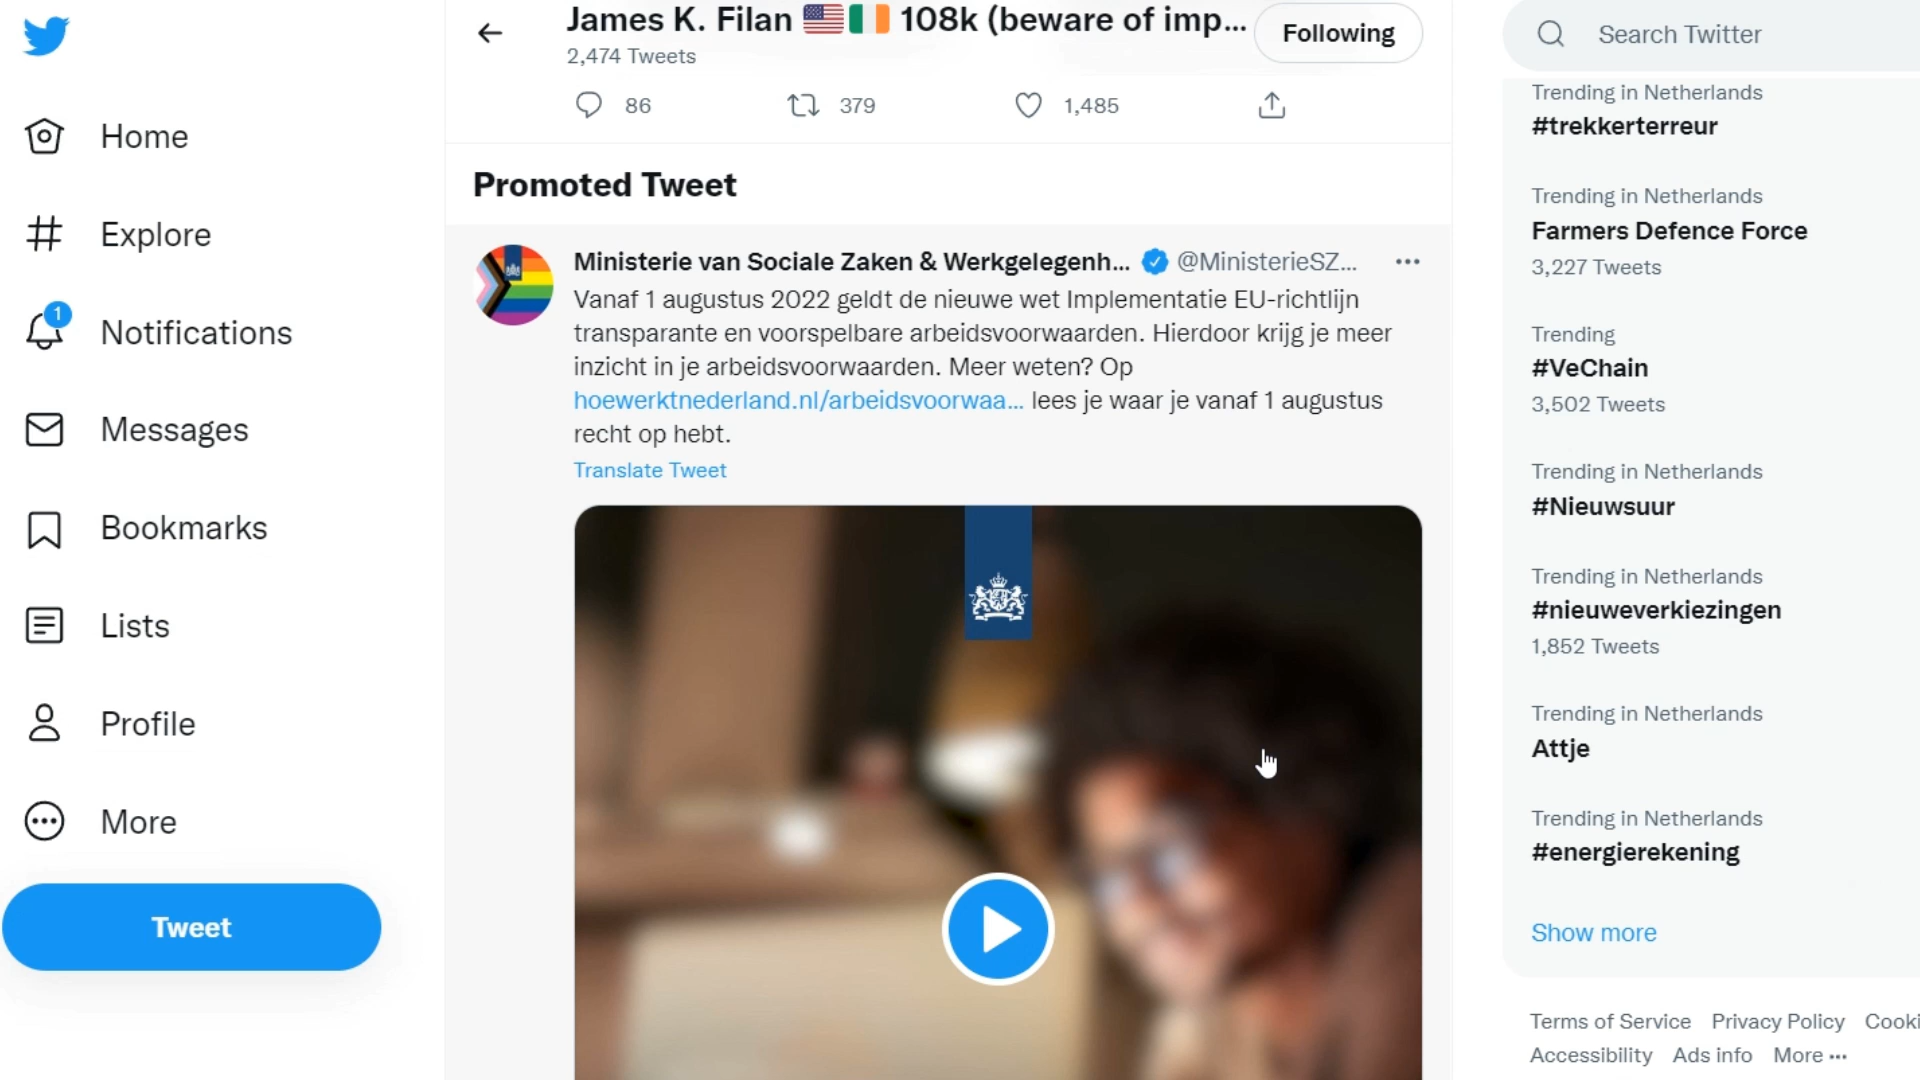 James K. Filan 🇺🇸🇮🇪 108k (beware of imp...
2,474 Tweets
Following
Search Twitter
Home
Explore
1
Notifications
Messages
Bookmarks
Lists
Profile
More
Tweet
86
379
1,485
Promoted Tweet
Ministerie van Sociale Zaken & Werkgelegenh... @MinisterieSZ...
Vanaf 1 augustus 2022 geldt de nieuwe wet Implementatie EU-richtlijn
transparante en voorspelbare arbeidsvoorwaarden. Hierdoor krijg je meer
inzicht in je arbeidsvoorwaarden. Meer weten? Op
hoewerktnederland.nl/arbeidsvoorwaa... lees je waar je vanaf 1 augustus
recht op hebt.
Translate Tweet
Trending in Netherlands
#trekkerterreur
Trending in Netherlands
Farmers Defence Force
3,227 Tweets
Trending
#VeChain
3,502 Tweets
Trending in Netherlands
#Nieuwsuur
Trending in Netherlands
#nieuweverkiezingen
1,852 Tweets
Trending in Netherlands
Attje
Trending in Netherlands
#energierekening
Show more
Terms of Service Privacy Policy Cooki
Accessibility Ads info More ...